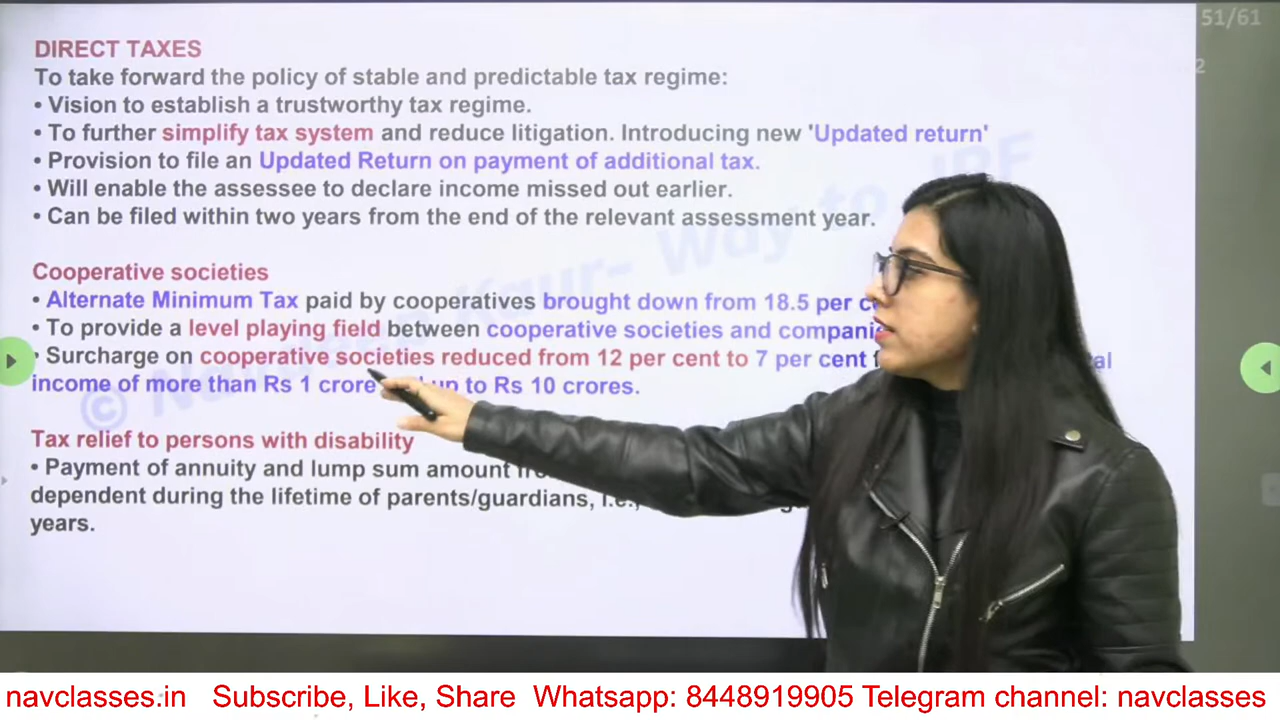 51/61
DIRECT TAXES
2
To take forward the policy of stable and predictable tax regime:
• Vision to establish a trustworthy tax regime.
• To further simplify tax system and reduce litigation. Introducing new 'Updated return'
• Provision to file an Updated Return on payment of additional tax.
• Will enable the assessee to declare income missed out earlier.
• Can be filed within two years from the end of the relevant assessment year.
Cooperative societies
• Alternate Minimum Tax paid by cooperatives brought down from 18.5 per
• To provide a level playing field between cooperative societies and
• Surcharge on cooperative societies reduced from 12 per cent to 7 per cent
income of more than Rs 1 crore up to Rs 10 crores.
Tax relief to persons with disability
• Payment of annuity and lump sum amount
dependent during the lifetime of parents/guardians, i.e.,
years.
© Kaur- Way to JRF
navclasses.in Subscribe, Like, Share Whatsapp: 8448919905 Telegram channel: navclasses